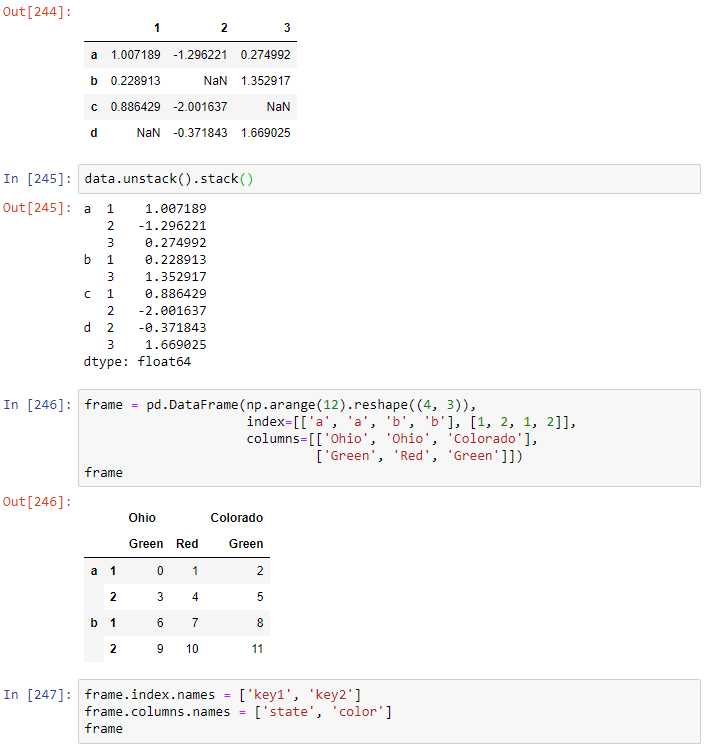 Out[244]:
1 2 3
a 1.007189 -1.296221 0.274992
b 0.228913 NaN 1.352917
c 0.886429 -2.001637 NaN
d NaN -0.371843 1.669025
In [245]: data.unstack().stack()
Out[245]: a 1 1.007189
2 -1.296221
3 0.274992
b 1 0.228913
3 1.352917
c 1 0.886429
2 -2.001637
d 2 -0.371843
3 1.669025
dtype: float64
In [246]: frame = pd.DataFrame(np.arange(12).reshape((4, 3)),
index=[['a', 'a', 'b', 'b'], [1, 2, 1, 2]],
columns=[['Ohio', 'Ohio', 'Colorado'],
['Green', 'Red', 'Green']])
frame
Out[246]:
Ohio Colorado
Green Red Green
a 1 0 1 2
2 3 4 5
b 1 6 7 8
2 9 10 11
In [247]: frame.index.names = ['key1', 'key2']
frame.columns.names = ['state', 'color']
frame